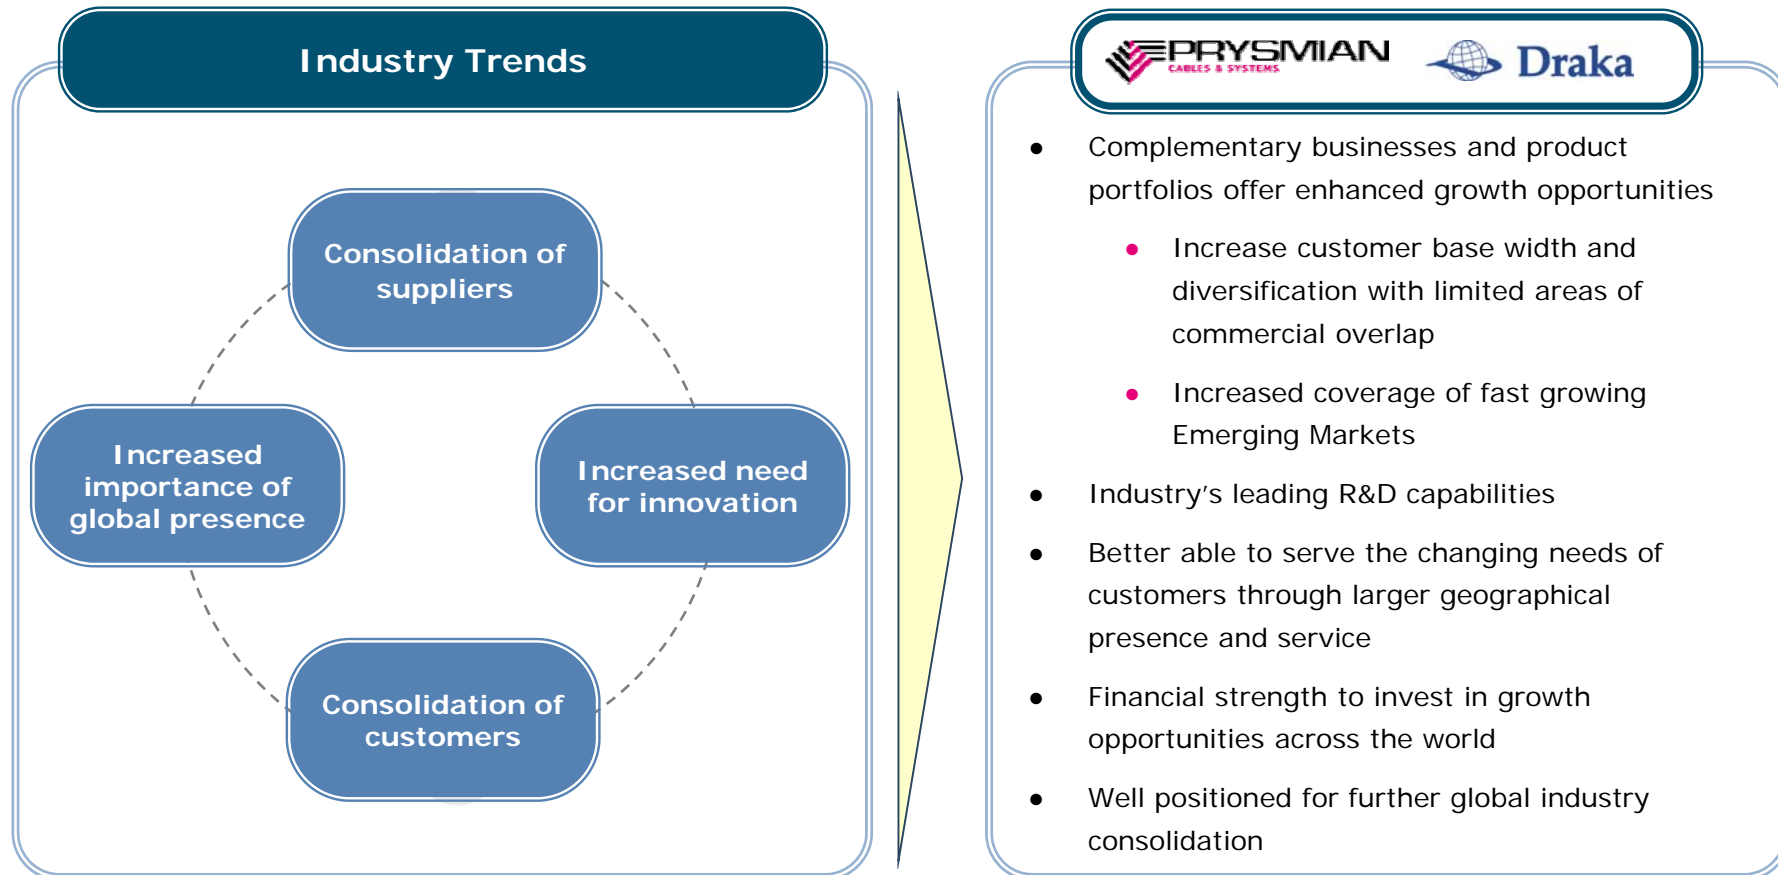 Industry Trends
Consolidation of
suppliers
Increased
importance of
global presence
Increased need
for innovation
Consolidation of
customers
PRYSMIAN
CABLES & SYSTEMS
Draka
● Complementary businesses and product
portfolios offer enhanced growth opportunities
● Increase customer base width and
diversification with limited areas of
commercial overlap
● Increased coverage of fast growing
Emerging Markets
● Industry’s leading R&D capabilities
● Better able to serve the changing needs of
customers through larger geographical
presence and service
● Financial strength to invest in growth
opportunities across the world
● Well positioned for further global industry
consolidation